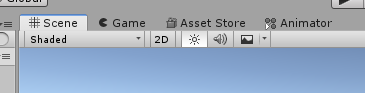 Global
Scene Game Asset Store Animator
Shaded 2D